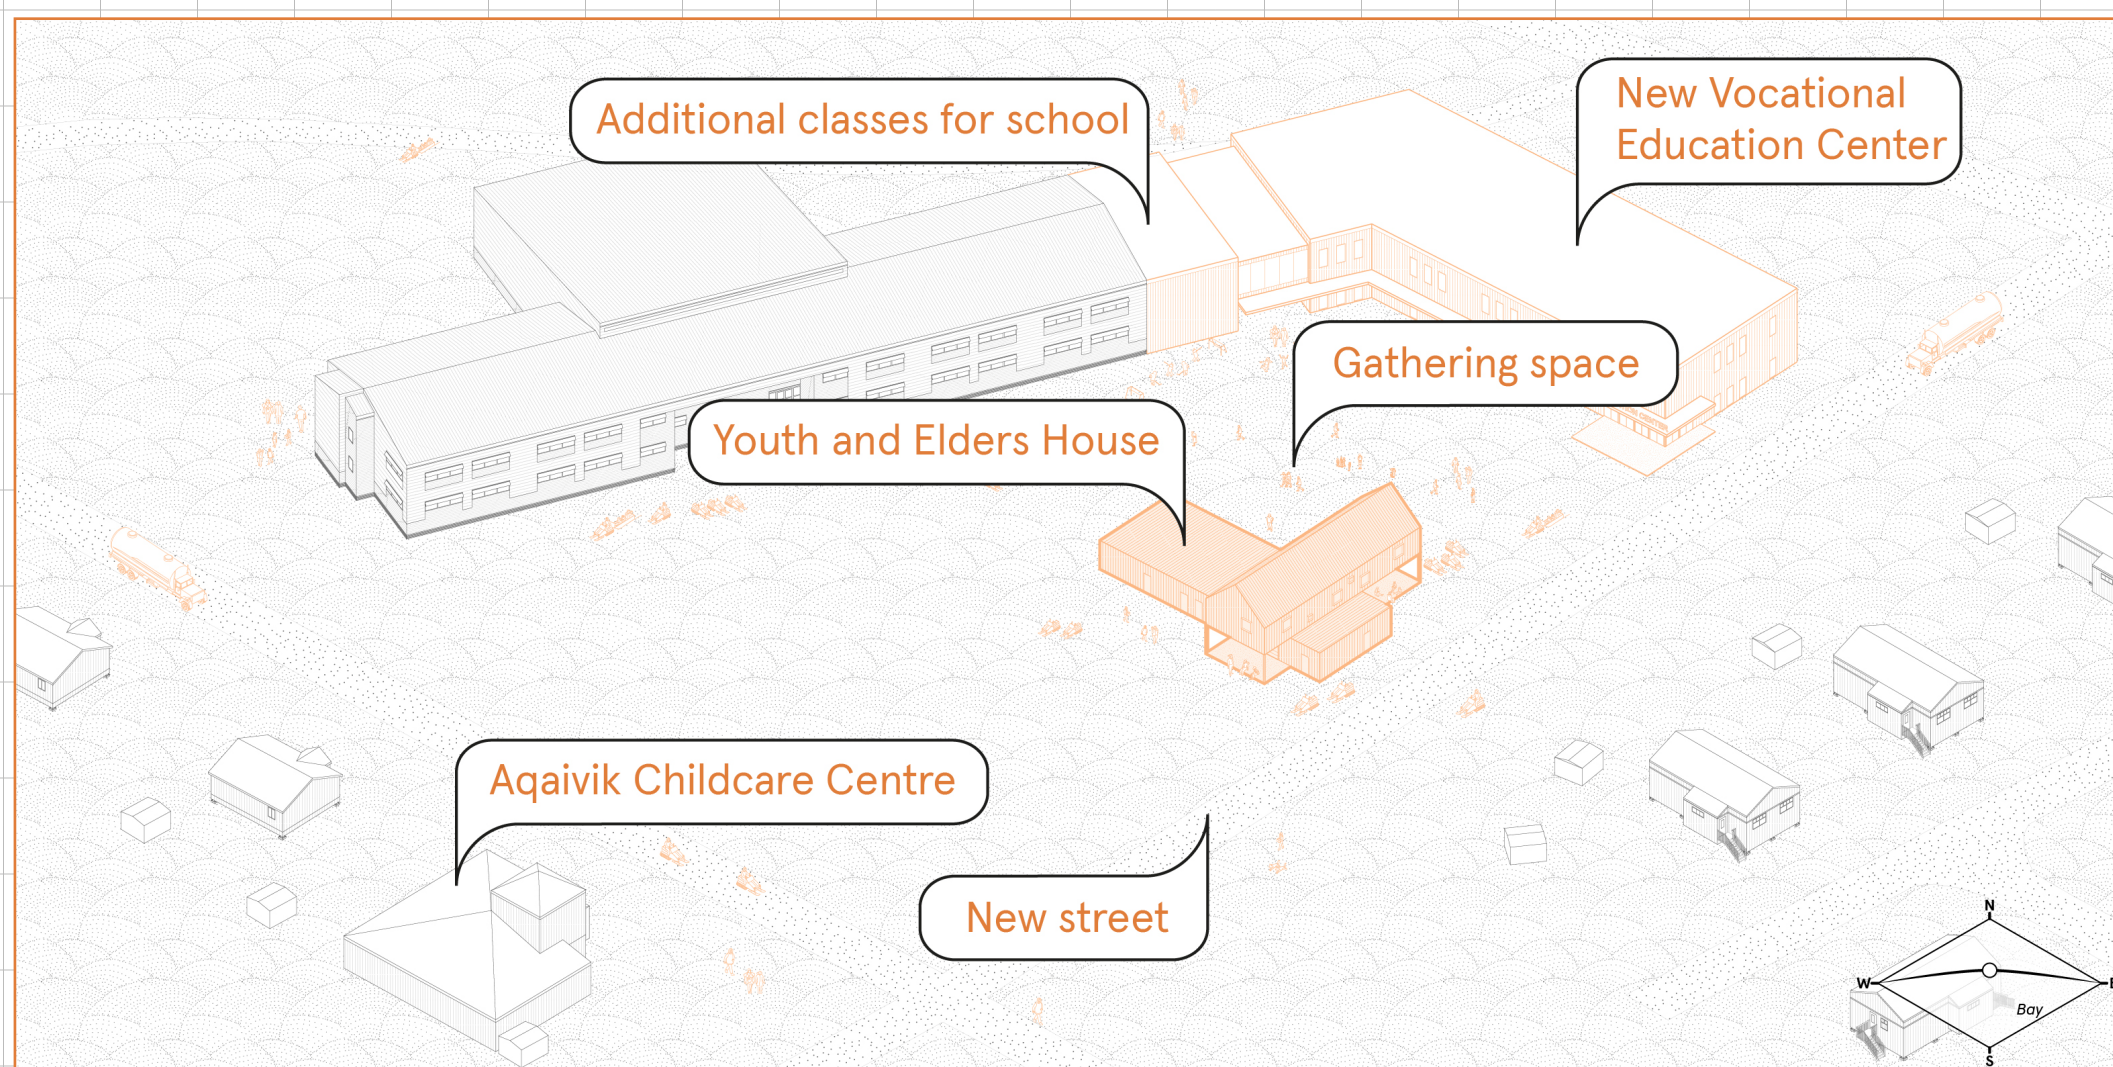 Additional classes for school
New Vocational
Education Center
Gathering space
Youth and Elders House
Aqaivik Childcare Centre
New street
N
W
E
Bay
S